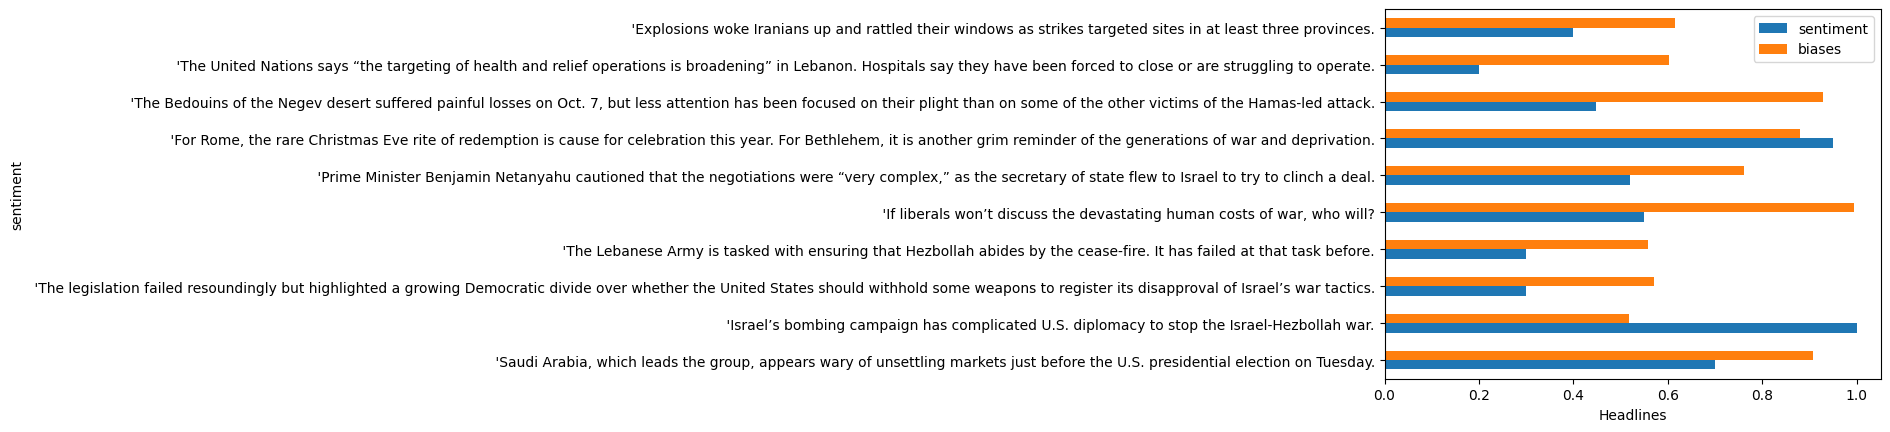 'Explosions woke Iranians up and rattled their windows as strikes targeted sites in at least three provinces.
'The United Nations says “the targeting of health and relief operations is broadening” in Lebanon. Hospitals say they have been forced to close or are struggling to operate.
'The Bedouins of the Negev desert suffered painful losses on Oct. 7, but less attention has been focused on their plight than on some of the other victims of the Hamas-led attack.
'For Rome, the rare Christmas Eve rite of redemption is cause for celebration this year. For Bethlehem, it is another grim reminder of the generations of war and deprivation.
'Prime Minister Benjamin Netanyahu cautioned that the negotiations were “very complex,” as the secretary of state flew to Israel to try to clinch a deal.
'If liberals won’t discuss the devastating human costs of war, who will?
'The Lebanese Army is tasked with ensuring that Hezbollah abides by the cease-fire. It has failed at that task before.
'The legislation failed resoundingly but highlighted a growing Democratic divide over whether the United States should withhold some weapons to register its disapproval of Israel’s war tactics.
'Israel’s bombing campaign has complicated U.S. diplomacy to stop the Israel-Hezbollah war.
'Saudi Arabia, which leads the group, appears wary of unsettling markets just before the U.S. presidential election on Tuesday.
sentiment
sentiment
biases
0.0 0.2 0.4 0.6 0.8 1.0
Headlines